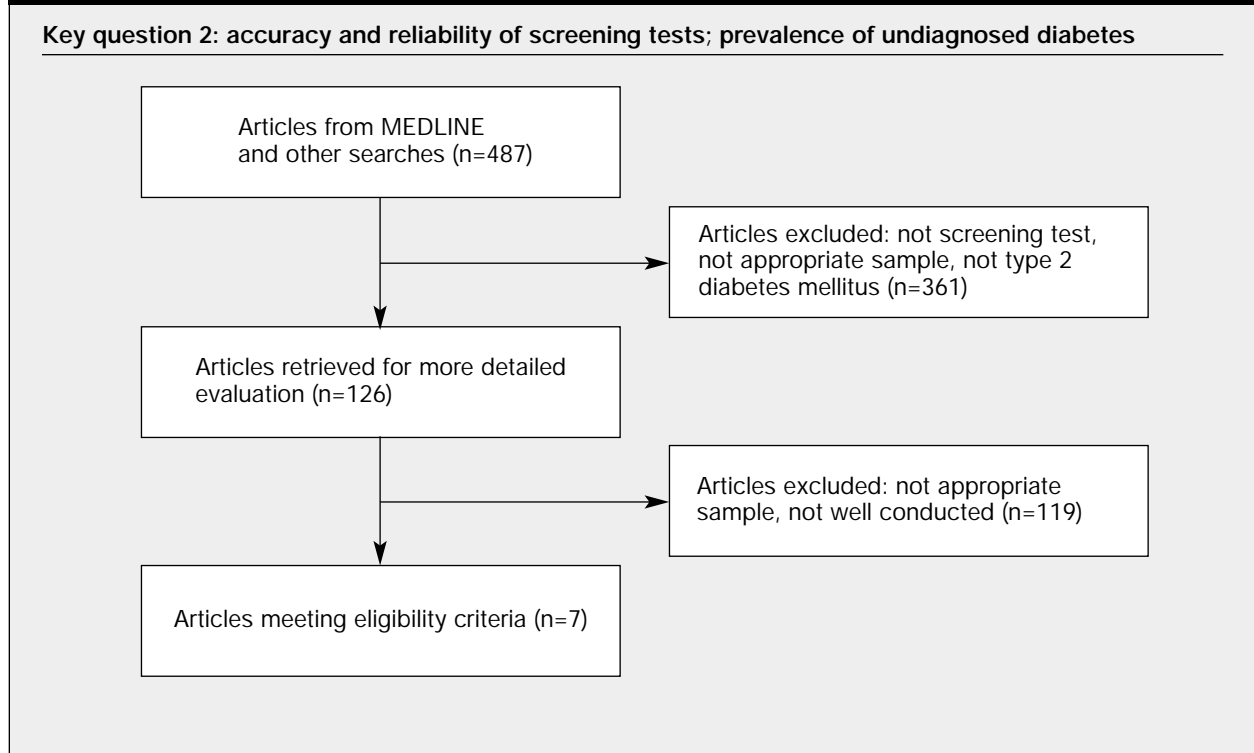 Key question 2: accuracy and reliability of screening tests; prevalence of undiagnosed diabetes
Articles from MEDLINE
and other searches (n=487)
Articles excluded: not screening test,
not appropriate sample, not type 2
diabetes mellitus (n=361)
Articles retrieved for more detailed
evaluation (n=126)
Articles excluded: not appropriate
sample, not well conducted (n=119)
Articles meeting eligibility criteria (n=7)